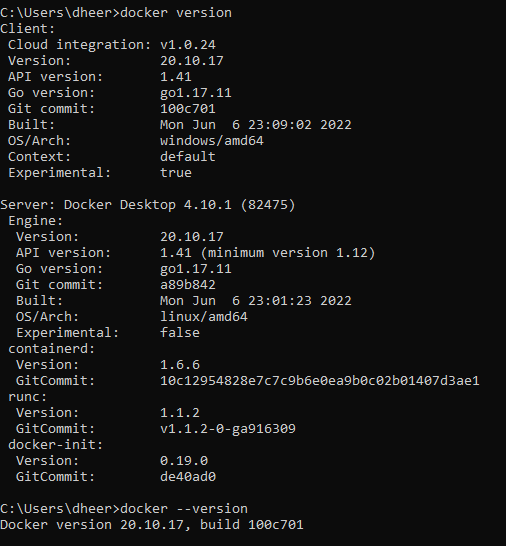 C:\Users\dheer>docker version
Client:
 Cloud integration: v1.0.24
 Version:           20.10.17
 API version:       1.41
 Go version:        go1.17.11
 Git commit:        100c701
 Built:             Mon Jun  6 23:09:02 2022
 OS/Arch:           windows/amd64
 Context:           default
 Experimental:      true

Server: Docker Desktop 4.10.1 (82475)
 Engine:
  Version:          20.10.17
  API version:      1.41 (minimum version 1.12)
  Go version:       go1.17.11
  Git commit:       a89b842
  Built:            Mon Jun  6 23:01:23 2022
  OS/Arch:          linux/amd64
  Experimental:     false
 containerd:
  Version:          1.6.6
  GitCommit:        10c12954828e7c7c9b6e0ea9b0c02b01407d3ae1
 runc:
  Version:          1.1.2
  GitCommit:        v1.1.2-0-ga916309
 docker-init:
  Version:          0.19.0
  GitCommit:        de40ad0

C:\Users\dheer>docker --version
Docker version 20.10.17, build 100c701